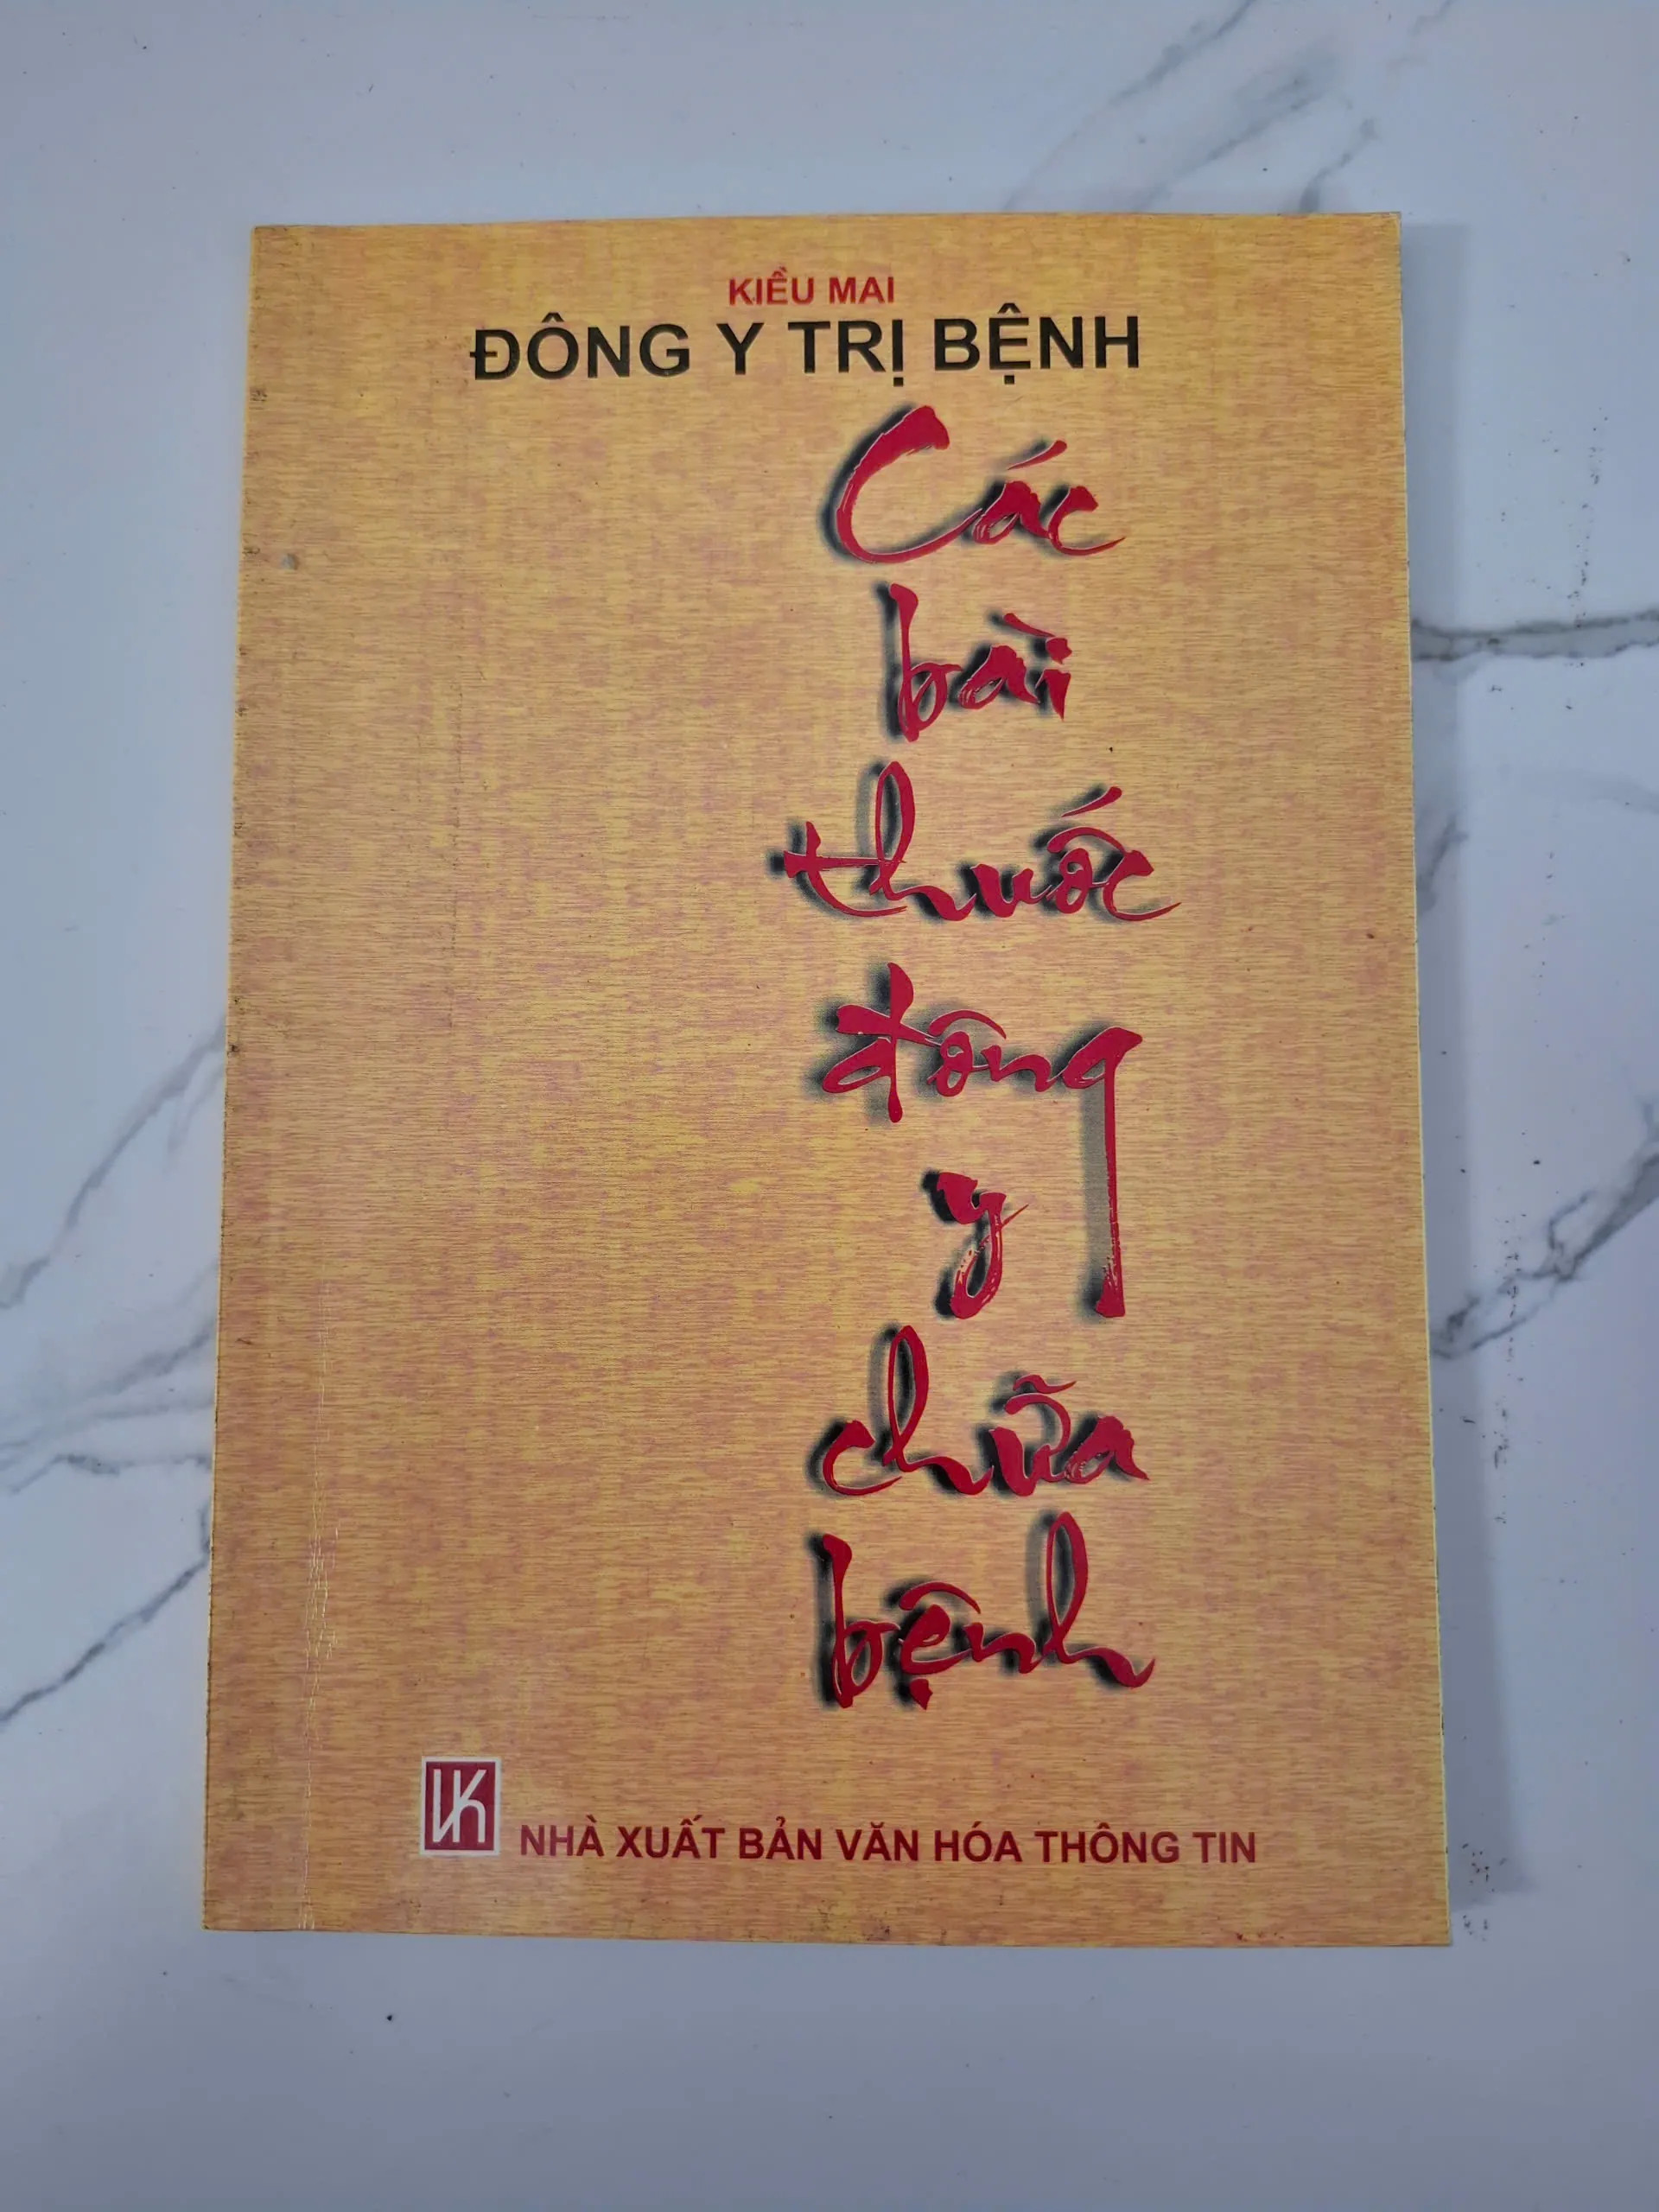 KIỀU MAI
ĐÔNG Y TRỊ BỆNH
Các
bài
thuốc
đông
y
chữa
bệnh
NHÀ XUẤT BẢN VĂN HÓA THÔNG TIN